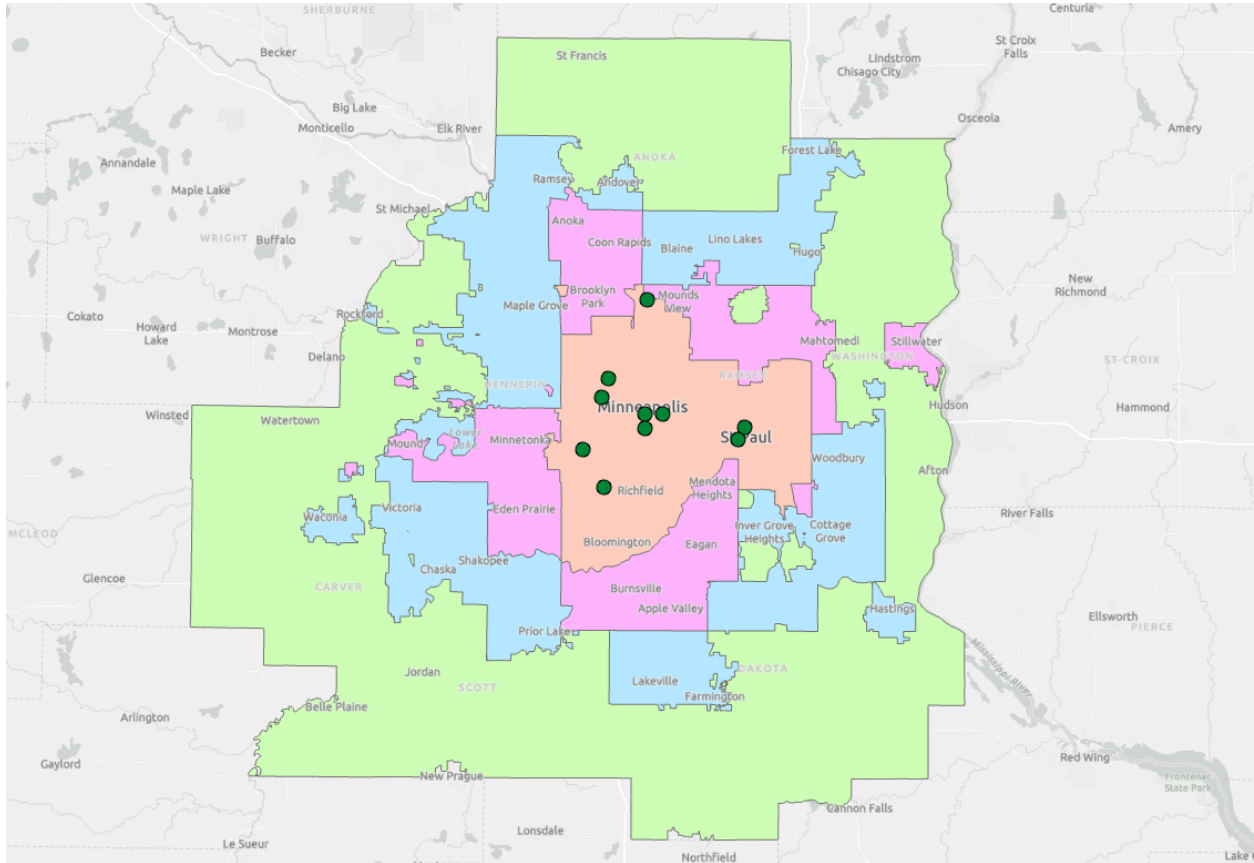 SHERBURNE
Centuria
Becker
St Francis
St Croix
Falls
Lindstrom
Chisago City
Big Lake
Monticello
Elk River
Osceola
Amery
Annandale
ANOKA
Forest Lake
Maple Lake
Ramsey
Andover
St Michael
Anoka
WRIGHT
Buffalo
Coon Rapids
Blaine
Lino Lakes
Hugo
New
Richmond
Brooklyn
Park
Mounds
View
Maple Grove
Rockford
Cokato
Howard
Lake
Montrose
Delano
Mahtomedi
Stillwater
WASHINGTON
ST CROIX
HENNEPIN
RAMSEY
Hudson
Hammond
Winsted
Watertown
Minneapolis
Lower
Lake
Minnetonka
Mound
St Paul
Woodbury
Afton
Mendota
Heights
Richfield
Waconia
Victoria
Eden Prairie
River Falls
MCLEOD
Inver Grove
Heights
Cottage
Grove
Bloomington
Eagan
Shakopee
Chaska
Glencoe
CARVER
Burnsville
Apple Valley
Hastings
Ellsworth
PIERCE
Prior Lake
Mississippi River
Jordan
SCOTT
DAKOTA
Lakeville
Farmington
Belle Plaine
Arlington
Gaylord
New Prague
Red Wing
Frontenac
State Park
Cannon Falls
Le Sueur
Lonsdale
Northfield
Lake